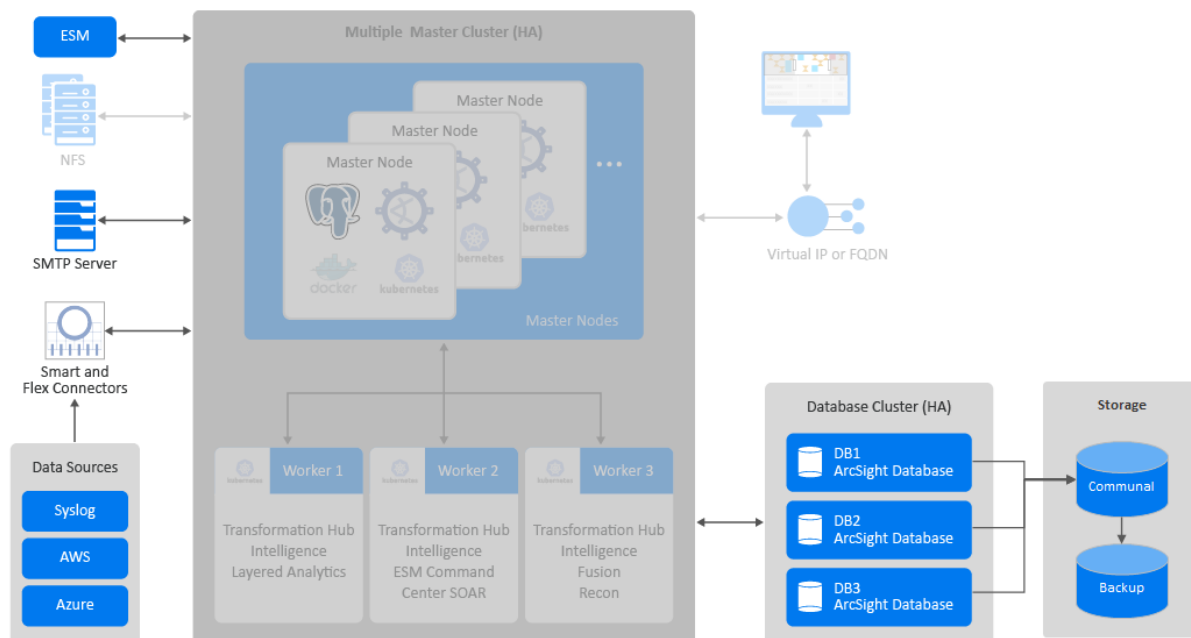 ESM
NFS
SMTP Server
Smart and
Flex Connectors
Data Sources
Syslog
AWS
Azure
Multiple Master Cluster (HA)
Master Node
kubernetes
Master Node
kubernetes
Master Node
docker
kubernetes
...
Master Nodes
kubernetes
Worker 1
Transformation Hub
Intelligence
Layered Analytics
kubernetes
Worker 2
Transformation Hub
Intelligence
ESM Command
Center SOAR
kubernetes
Worker 3
Transformation Hub
Intelligence
Fusion
Recon
Virtual IP or FQDN
Database Cluster (HA)
DB1
ArcSight Database
DB2
ArcSight Database
DB3
ArcSight Database
Storage
Communal
Backup